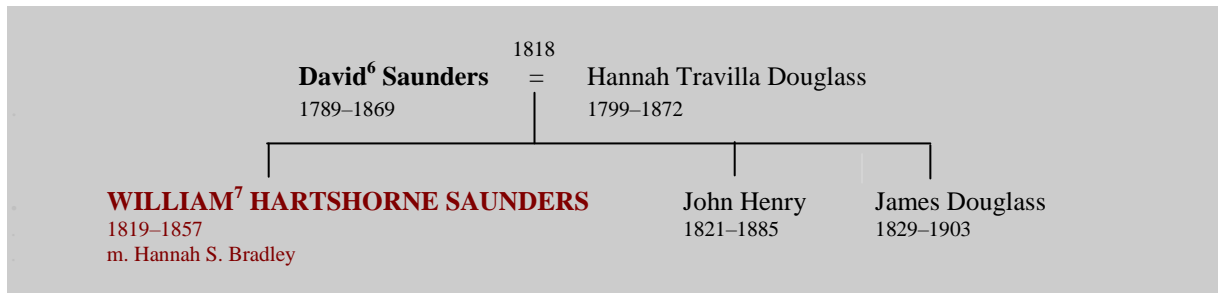 1818
David⁶ Saunders = Hannah Travilla Douglass
1789–1869 1799–1872
WILLIAM⁷ HARTSHORNE SAUNDERS John Henry James Douglass
1819–1857 1821–1885 1829–1903
m. Hannah S. Bradley